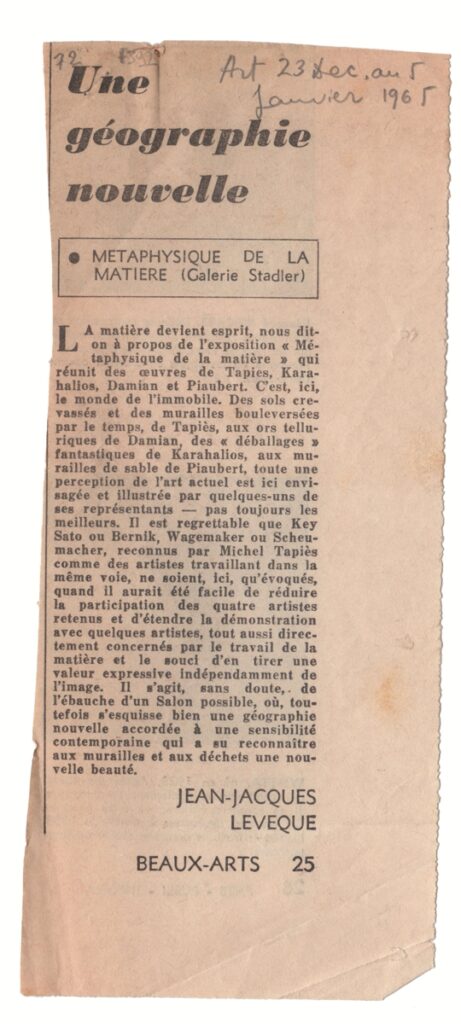 72
Art 23 Dec. au 5
Janvier 1965
Une
géographie
nouvelle
• METAPHYSIQUE DE LA
MATIERE (Galerie Stadler)
LA matière devient esprit, nous dit-
on à propos de l'exposition « Mé-
taphysique de la matière » qui
réunit des œuvres de Tapies, Kara-
halios, Damian et Piaubert. C'est, ici,
le monde de l'immobile. Des sols cre-
vassés et des murailles bouleversées
par le temps, de Tapiès, aux ors tellu-
riques de Damian, des « déballages »
fantastiques de Karahalios, aux mu-
railles de sable de Piaubert, toute une
perception de l'art actuel est ici envi-
sagée et illustrée par quelques-uns de
ses représentants — pas toujours les
meilleurs. Il est regrettable que Key
Sato ou Bernik, Wagemaker ou Scheu-
macher, reconnus par Michel Tapiès
comme des artistes travaillant dans la
même voie, ne soient, ici, qu'évoqués,
quand il aurait été facile de réduire
la participation des quatre artistes
retenus et d'étendre la démonstration
avec quelques artistes, tout aussi direc-
tement concernés par le travail de la
matière et le souci d'en tirer une
valeur expressive indépendamment de
l'image. Il s'agit, sans doute, de
l'ébauche d'un Salon possible, où, tou-
tefois s'esquisse bien une géographie
nouvelle accordée à une sensibilité
contemporaine qui a su reconnaître
aux murailles et aux déchets une nou-
velle beauté.
JEAN-JACQUES
LEVEQUE
BEAUX-ARTS 25